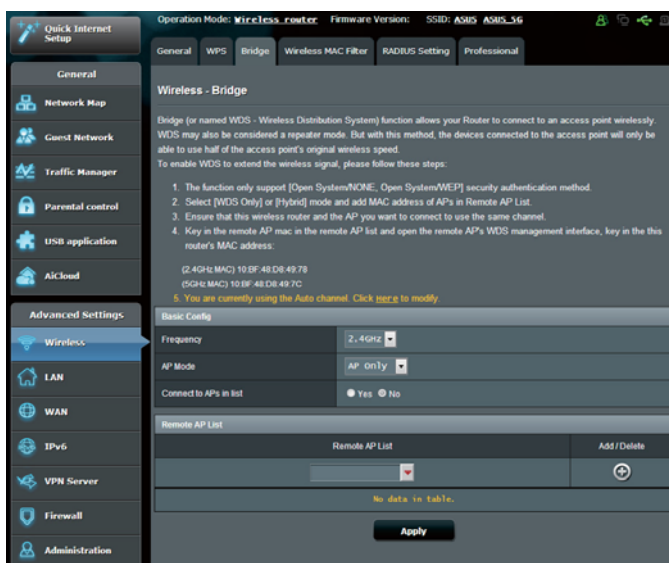 Quick Internet
Setup
Operation Mode: Wireless router Firmware Version: SSID: ASUS ASUS_5G
General WPS Bridge Wireless MAC Filter RADIUS Setting Professional
General
Network Map
Guest Network
Traffic Manager
Parental control
USB application
AiCloud
Advanced Settings
Wireless
LAN
WAN
IPv6
VPN Server
Firewall
Administration
Wireless - Bridge
Bridge (or named WDS - Wireless Distribution System) function allows your Router to connect to an access point wirelessly.
WDS may also be considered a repeater mode. But with this method, the devices connected to the access point will only be
able to use half of the access point's original wireless speed.
To enable WDS to extend the wireless signal, please follow these steps:
1. The function only support [Open System/NONE, Open System/WEP] security authentication method.
2. Select [WDS Only] or [Hybrid] mode and add MAC address of APs in Remote AP List.
3. Ensure that this wireless router and the AP you want to connect to use the same channel.
4. Key in the remote AP mac in the remote AP list and open the remote AP's WDS management interface, key in the this
router's MAC address:
(2.4GHz MAC) 10:BF:48:D8:49:78
(5GHz MAC) 10:BF:48:D8:49:7C
5. You are currently using the Auto channel. Click Here to modify.
Basic Config
Frequency 2.4GHz
AP Mode AP Only
Connect to APs in list Yes No
Remote AP List
Remote AP List Add / Delete
No data in table.
Apply